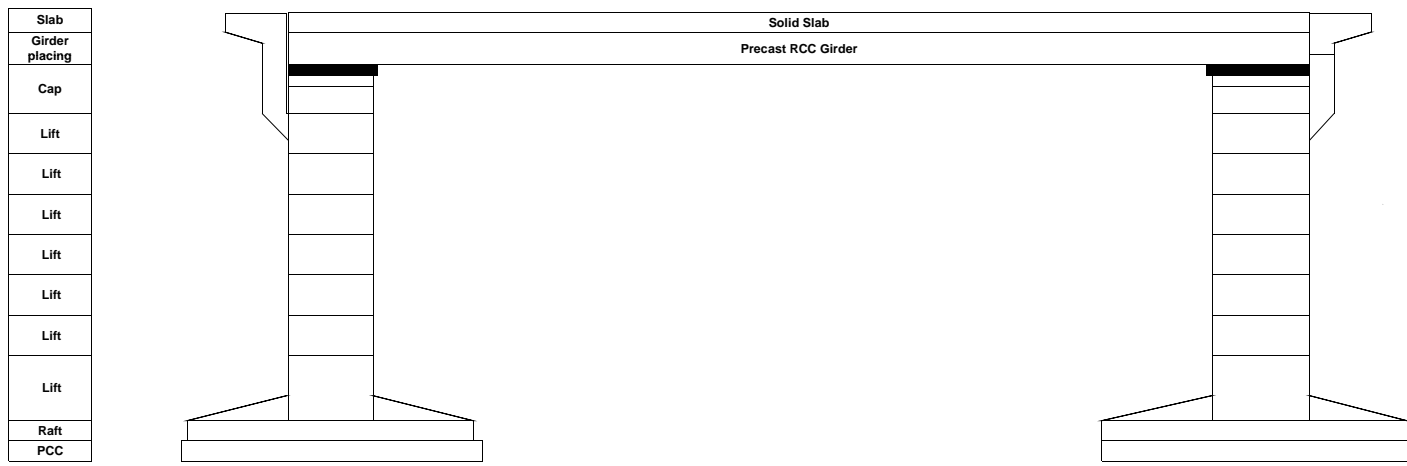 Slab
Girder
placing
Cap
Lift
Lift
Lift
Lift
Lift
Lift
Lift
Raft
PCC
Solid Slab
Precast RCC Girder